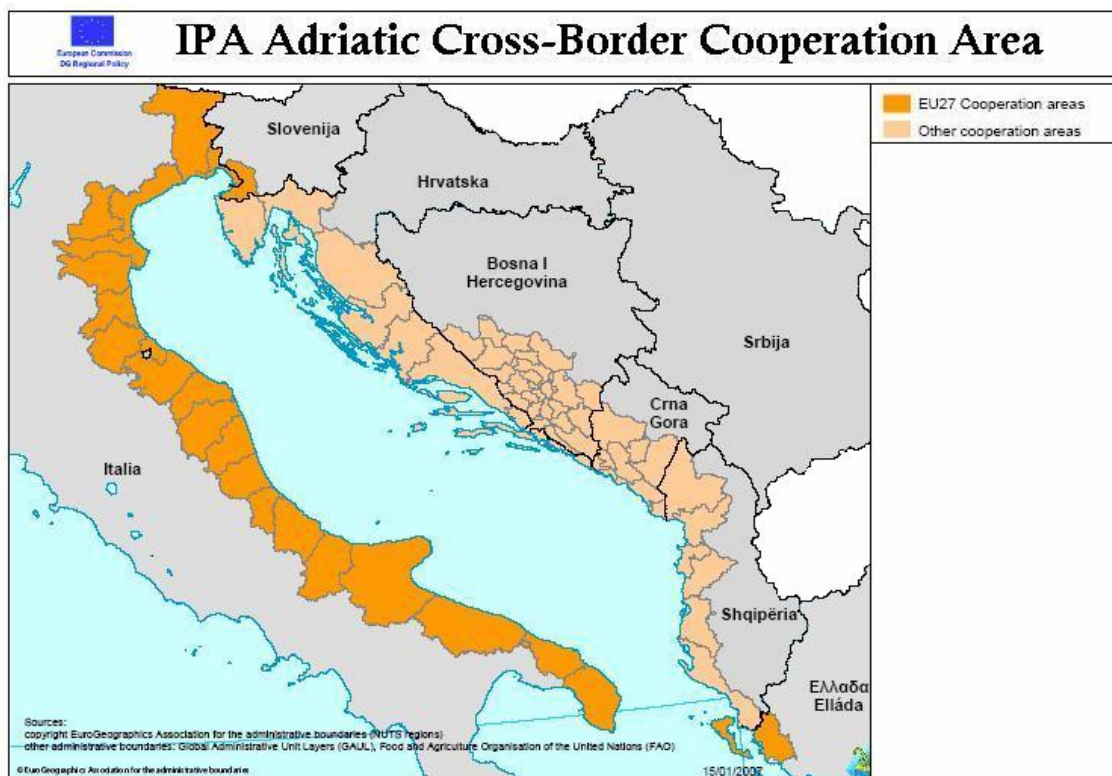 IPA Adriatic Cross-Border Cooperation Area
European Commission
DG Regional Policy
EU27 Cooperation areas
Other cooperation areas
Slovenija
Hrvatska
Bosna I
Hercegovina
Srbija
Crna
Gora
Italia
Shqipëria
Ελλαδα
Elláda
Sources:
copyright EuroGeographics Association for the administrative boundaries (NUTS regions)
other administrative boundaries: Global Administrative Unit Layers (GAUL), Food and Agriculture Organisation of the United Nations (FAO)
© EuroGeographics Association for the administrative boundaries
15/01/2007